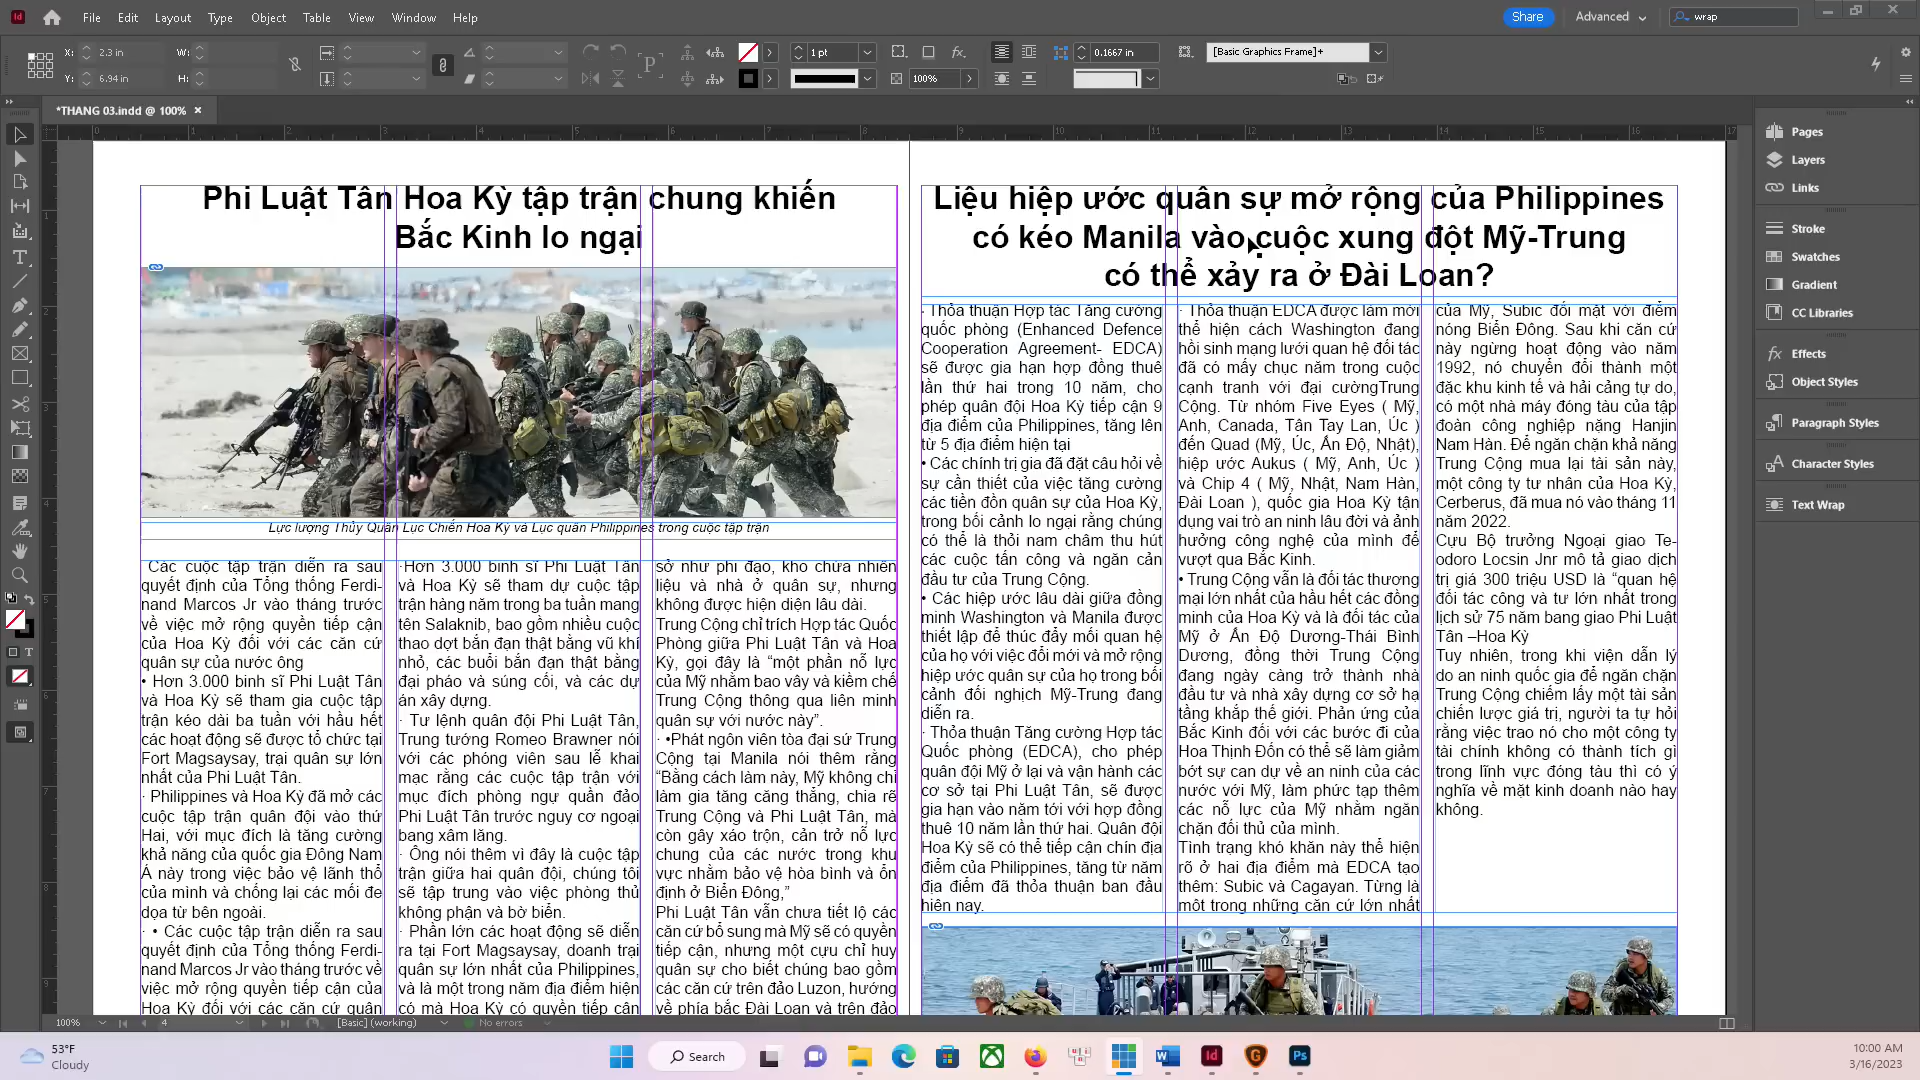 File Edit Layout Type Object Table View Window Help
Share
Advanced
wrap
X: 2.3 in W:
Y: 6.94 in H:
1 pt
0.1667 in
[Basic Graphics Frame]+
100%
*THANG 03.indd @ 100%
Phi Luật Tân Hoa Kỳ tập trận chung khiến
Bắc Kinh lo ngại
Lực lượng Thủy Quân Lục Chiến Hoa Kỳ và Lục quân Philippines trong cuộc tập trận
Các cuộc tập trận diễn ra sau
quyết định của Tổng thống Ferdi-
nand Marcos Jr vào tháng trước
về việc mở rộng quyền tiếp cận
của Hoa Kỳ đối với các căn cứ
quân sự của nước ông
• Hơn 3.000 binh sĩ Phi Luật Tân
và Hoa Kỳ sẽ tham gia cuộc tập
trận kéo dài ba tuần với hầu hết
các hoạt động sẽ được tổ chức tại
Fort Magsaysay, trại quân sự lớn
nhất của Phi Luật Tân.
· Philippines và Hoa Kỳ đã mở các
cuộc tập trận quân đội vào thứ
Hai, với mục đích là tăng cường
khả năng của quốc gia Đông Nam
Á này trong việc bảo vệ lãnh thổ
của mình và chống lại các mối đe
dọa từ bên ngoài.
· • Các cuộc tập trận diễn ra sau
quyết định của Tổng thống Ferdi-
nand Marcos Jr vào tháng trước về
việc mở rộng quyền tiếp cận của
Hoa Kỳ đối với các căn cứ quân
·Hơn 3.000 binh sĩ Phi Luật Tân
và Hoa Kỳ sẽ tham dự cuộc tập
trận hàng năm trong ba tuần mang
tên Salaknib, bao gồm nhiều cuộc
thao dợt bắn đạn thật bằng vũ khí
nhỏ, các buổi bắn đạn thật bằng
đại pháo và súng cối, và các dự
án xây dựng.
· Tư lệnh quân đội Phi Luật Tân,
Trung tướng Romeo Brawner nói
với các phóng viên sau lễ khai
mạc rằng các cuộc tập trận với
mục đích phòng ngự quần đảo
Phi Luật Tân trước nguy cơ ngoại
bang xâm lăng.
· Ông nói thêm vì đây là cuộc tập
trận giữa hai quân đội, chúng tôi
sẽ tập trung vào việc phòng thủ
không phận và bờ biển.
· Phần lớn các hoạt động sẽ diễn
ra tại Fort Magsaysay, doanh trại
quân sự lớn nhất của Philippines,
và là một trong năm địa điểm hiện
có mà Hoa Kỳ có quyền tiếp cận
sở như phi đạo, kho chứa nhiên
liệu và nhà ở quân sự, nhưng
không được hiện diện lâu dài.
Trung Cộng chỉ trích Hợp tác Quốc
Phòng giữa Phi Luật Tân và Hoa
Kỳ, gọi đây là “một phần nỗ lực
của Mỹ nhằm bao vây và kiềm chế
Trung Cộng thông qua liên minh
quân sự với nước này”.
· •Phát ngôn viên tòa đại sứ Trung
Cộng tại Manila nói thêm rằng
“Bằng cách làm này, Mỹ không chỉ
làm gia tăng căng thẳng, chia rẽ
Trung Cộng và Phi Luật Tân, mà
còn gây xáo trộn, cản trở nỗ lực
chung của các nước trong khu
vực nhằm bảo vệ hòa bình và ổn
định ở Biển Đông,”
Phi Luật Tân vẫn chưa tiết lộ các
căn cứ bổ sung mà Mỹ sẽ có quyền
tiếp cận, nhưng một cựu chỉ huy
quân sự cho biết chúng bao gồm
các căn cứ trên đảo Luzon, hướng
về phía bắc Đài Loan và trên đảo
Liệu hiệp ước quân sự mở rộng của Philippines
có kéo Manila vào cuộc xung đột Mỹ-Trung
có thể xảy ra ở Đài Loan?
· Thỏa thuận Hợp tác Tăng cường
quốc phòng (Enhanced Defence
Cooperation Agreement- EDCA)
sẽ được gia hạn hợp đồng thuê
lần thứ hai trong 10 năm, cho
phép quân đội Hoa Kỳ tiếp cận 9
địa điểm của Philippines, tăng lên
từ 5 địa điểm hiện tại
• Các chính trị gia đã đặt câu hỏi về
sự cần thiết của việc tăng cường
các tiền đồn quân sự của Hoa Kỳ,
trong bối cảnh lo ngại rằng chúng
có thể là thỏi nam châm thu hút
các cuộc tấn công và ngăn cản
đầu tư của Trung Cộng.
• Các hiệp ước lâu dài giữa đồng
minh Washington và Manila được
thiết lập để thúc đẩy mối quan hệ
của họ với việc đổi mới và mở rộng
hiệp ước quân sự của họ trong bối
cảnh đối nghịch Mỹ-Trung đang
diễn ra.
· Thỏa thuận Tăng cường Hợp tác
Quốc phòng (EDCA), cho phép
quân đội Mỹ ở lại và vận hành các
cơ sở tại Phi Luật Tân, sẽ được
gia hạn vào năm tới với hợp đồng
thuê 10 năm lần thứ hai. Quân đội
Hoa Kỳ sẽ có thể tiếp cận chín địa
điểm của Philippines, tăng từ năm
địa điểm đã thỏa thuận ban đầu
hiện nay.
· Thỏa thuận EDCA được làm mới
thể hiện cách Washington đang
hồi sinh mạng lưới quan hệ đối tác
đã có mấy chục năm trong cuộc
cạnh tranh với đại cườngTrung
Cộng. Từ nhóm Five Eyes ( Mỹ,
Anh, Canada, Tân Tay Lan, Úc )
đến Quad (Mỹ, Úc, Ấn Độ, Nhật),
hiệp ước Aukus ( Mỹ, Anh, Úc )
và Chip 4 ( Mỹ, Nhật, Nam Hàn,
Đài Loan ), quốc gia Hoa Kỳ tận
dụng vai trò an ninh lâu đời và ảnh
hưởng công nghệ của mình để
vượt qua Bắc Kinh.
• Trung Cộng vẫn là đối tác thương
mại lớn nhất của hầu hết các đồng
minh của Hoa Kỳ và là đối tác của
Mỹ ở Ấn Độ Dương-Thái Bình
Dương, đồng thời Trung Cộng
đang ngày càng trở thành nhà
đầu tư và nhà xây dựng cơ sở hạ
tầng khắp thế giới. Phản ứng của
Bắc Kinh đối với các bước đi của
Hoa Thịnh Đốn có thể sẽ làm giảm
bớt sự can dự về an ninh của các
nước với Mỹ, làm phức tạp thêm
các nỗ lực của Mỹ nhằm ngăn
chặn đối thủ của mình.
Tình trạng khó khăn này thể hiện
rõ ở hai địa điểm mà EDCA tạo
thêm: Subic và Cagayan. Từng là
một trong những căn cứ lớn nhất
của Mỹ, Subic đối mặt với điểm
nóng Biển Đông. Sau khi căn cứ
này ngừng hoạt động vào năm
1992, nó chuyển đổi thành một
đặc khu kinh tế và hải cảng tự do,
có một nhà máy đóng tàu của tập
đoàn công nghiệp nặng Hanjin
Nam Hàn. Để ngăn chặn khả năng
Trung Cộng mua lại tài sản này,
một công ty tư nhân của Hoa Kỳ,
Cerberus, đã mua nó vào tháng 11
năm 2022.
Cựu Bộ trưởng Ngoại giao Te-
odoro Locsin Jnr mô tả giao dịch
trị giá 300 triệu USD là “quan hệ
đối tác công và tư lớn nhất trong
lịch sử 75 năm bang giao Phi Luật
Tân –Hoa Kỳ
Tuy nhiên, trong khi viện dẫn lý
do an ninh quốc gia để ngăn chặn
Trung Cộng chiếm lấy một tài sản
chiến lược giá trị, người ta tự hỏi
rằng việc trao nó cho một công ty
tài chính không có thành tích gì
trong lĩnh vực đóng tàu thì có ý
nghĩa về mặt kinh doanh nào hay
không.
Pages
Layers
Links
Stroke
Swatches
Gradient
CC Libraries
Effects
Object Styles
Paragraph Styles
Character Styles
Text Wrap
100% 4 [Basic] (working) No errors
53°F
Cloudy
Search
10:00 AM
3/16/2023